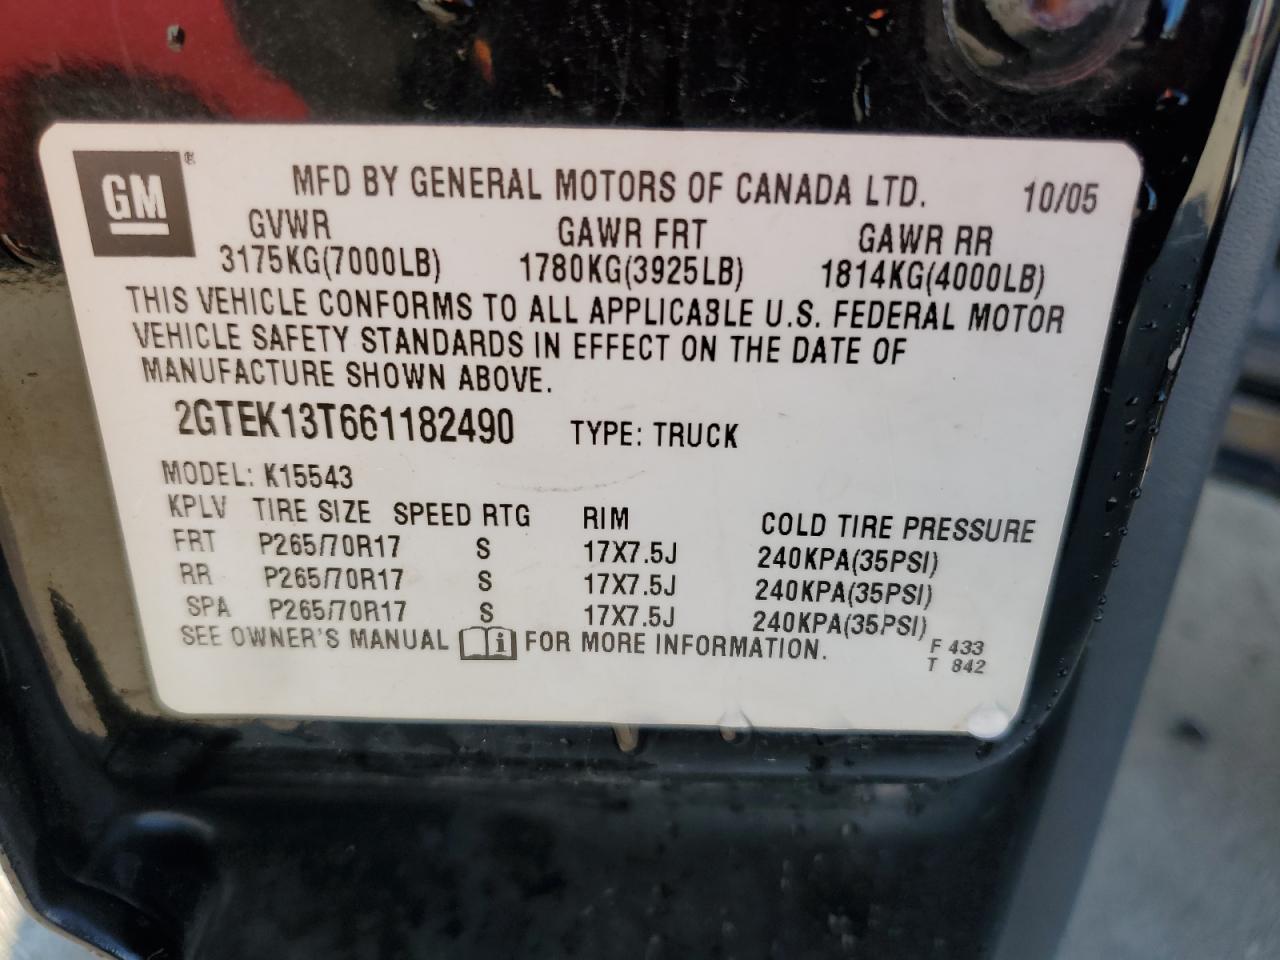 GM ®
MFD BY GENERAL MOTORS OF CANADA LTD. 10/05
GVWR GAWR FRT GAWR RR
3175KG(7000LB) 1780KG(3925LB) 1814KG(4000LB)
THIS VEHICLE CONFORMS TO ALL APPLICABLE U.S. FEDERAL MOTOR
VEHICLE SAFETY STANDARDS IN EFFECT ON THE DATE OF
MANUFACTURE SHOWN ABOVE.
2GTEK13T661182490 TYPE: TRUCK
MODEL: K15543
KPLV TIRE SIZE SPEED RTG RIM COLD TIRE PRESSURE
FRT P265/70R17 S 17X7.5J 240KPA(35PSI)
RR P265/70R17 S 17X7.5J 240KPA(35PSI)
SPA P265/70R17 S 17X7.5J 240KPA(35PSI)
SEE OWNER'S MANUAL i FOR MORE INFORMATION. F 433
T 842